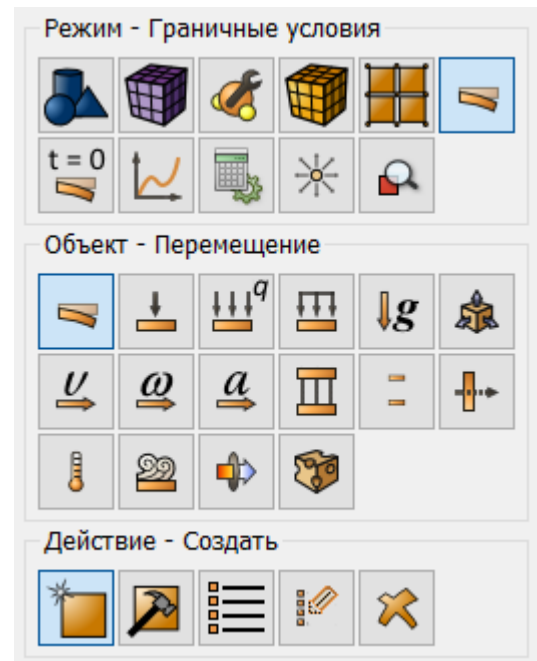 Режим - Граничные условия
t = 0
Объект - Перемещение
q
g
υ ω a
Действие - Создать